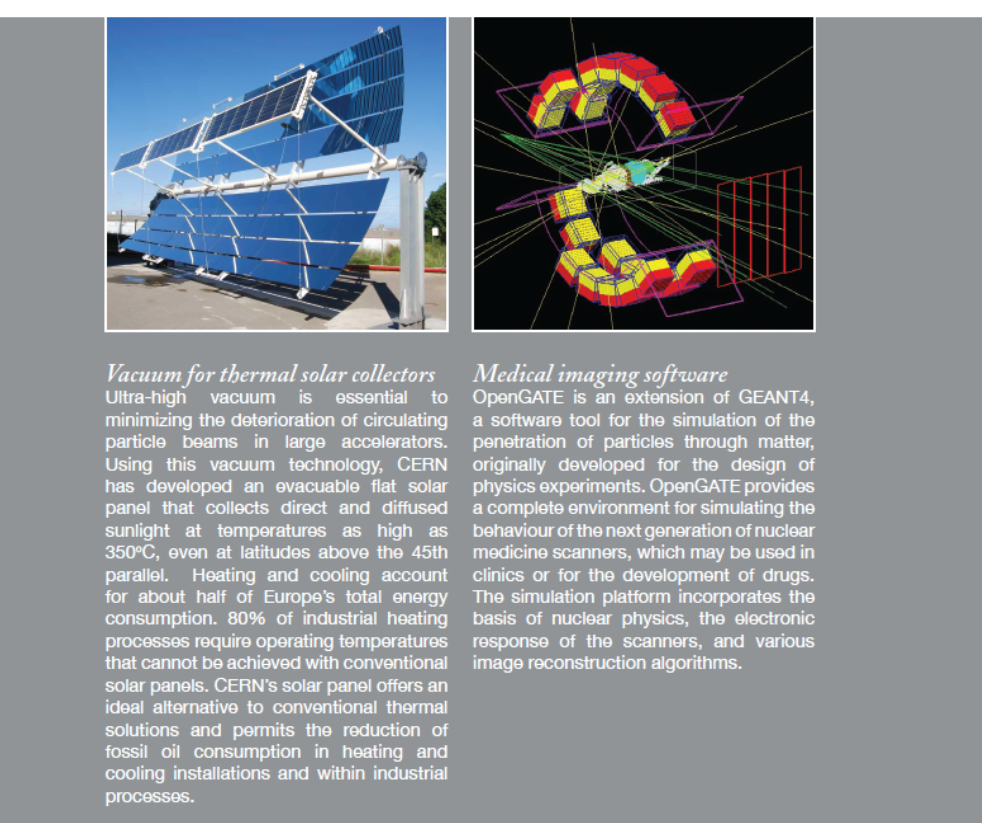 Vacuum for thermal solar collectors
Ultra-high vacuum is essential to
minimizing the deterioration of circulating
particle beams in large accelerators.
Using this vacuum technology, CERN
has developed an evacuable flat solar
panel that collects direct and diffused
sunlight at temperatures as high as
350ºC, even at latitudes above the 45th
parallel. Heating and cooling account
for about half of Europe's total energy
consumption. 80% of industrial heating
processes require operating temperatures
that cannot be achieved with conventional
solar panels. CERN's solar panel offers an
ideal alternative to conventional thermal
solutions and permits the reduction of
fossil oil consumption in heating and
cooling installations and within industrial
processes.
Medical imaging software
OpenGATE is an extension of GEANT4,
a software tool for the simulation of the
penetration of particles through matter,
originally developed for the design of
physics experiments. OpenGATE provides
a complete environment for simulating the
behaviour of the next generation of nuclear
medicine scanners, which may be used in
clinics or for the development of drugs.
The simulation platform incorporates the
basis of nuclear physics, the electronic
response of the scanners, and various
image reconstruction algorithms.